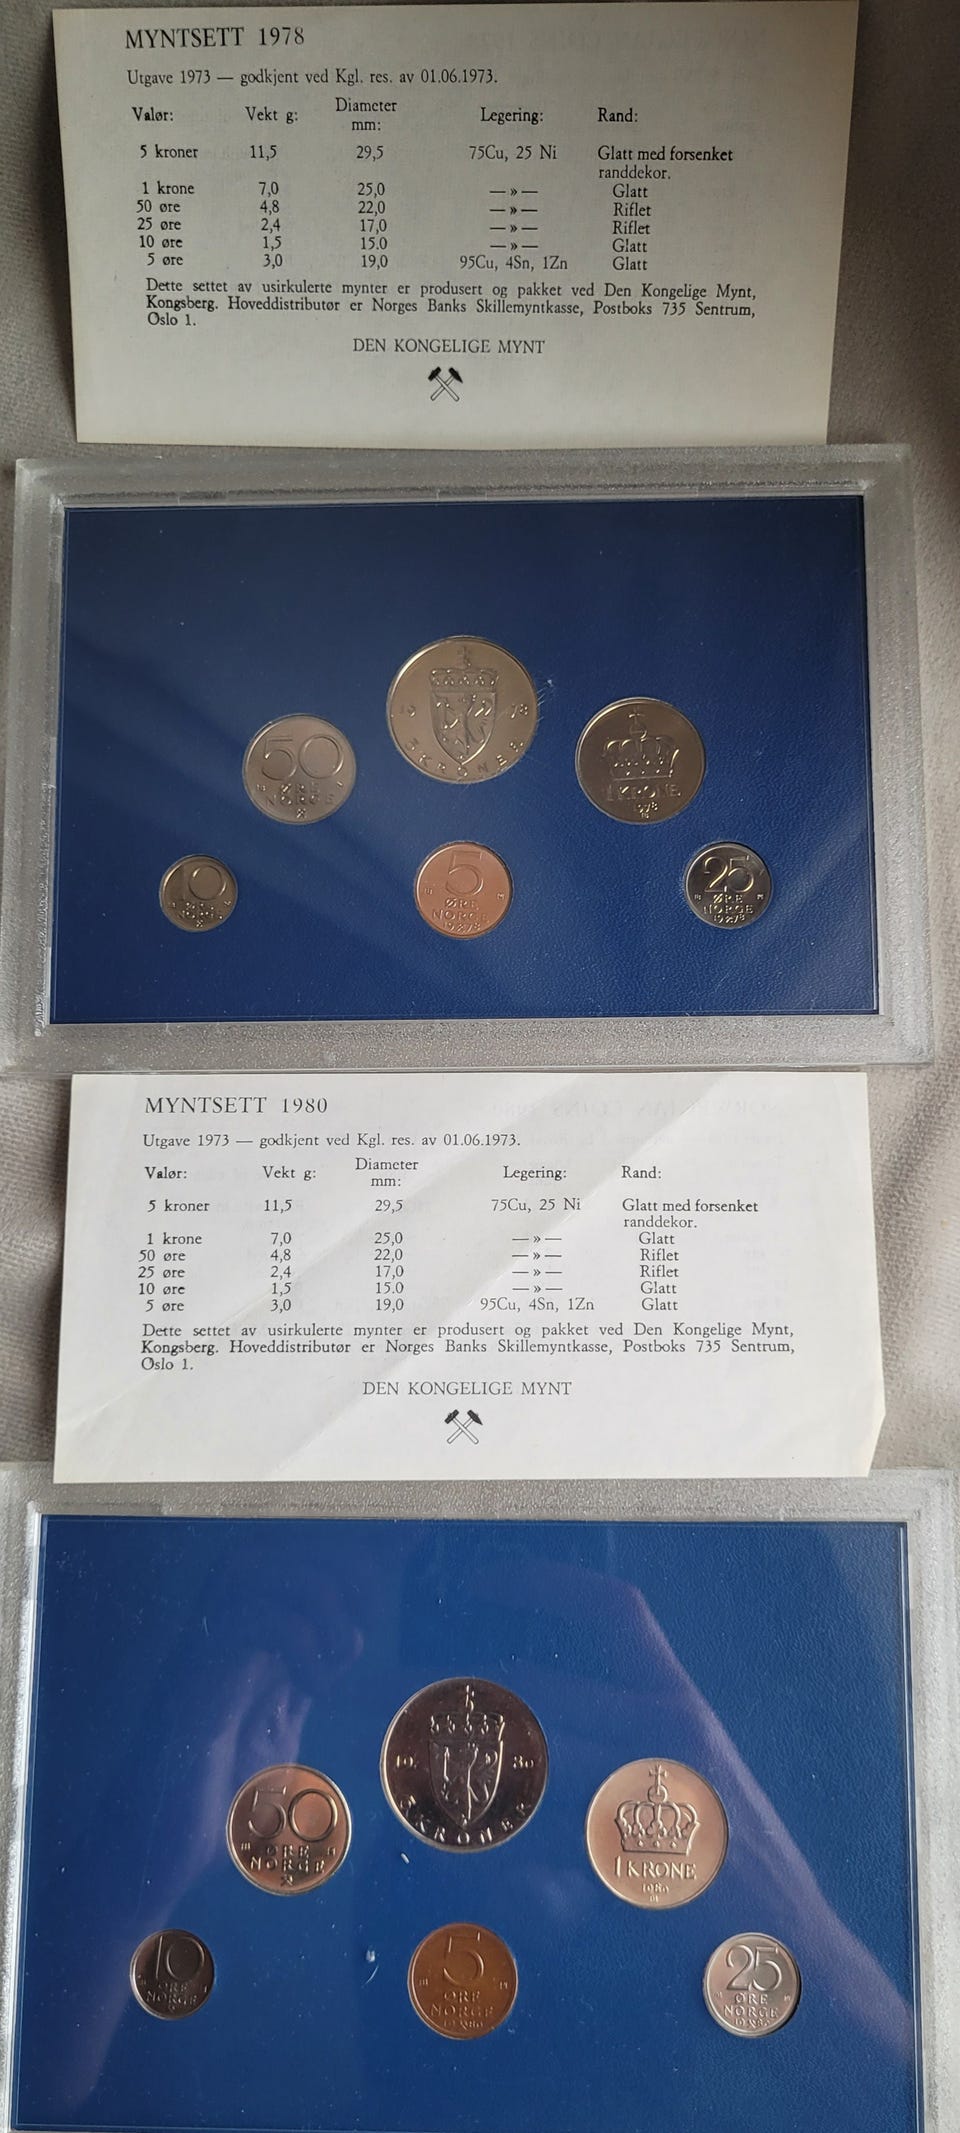 MYNTSETT 1978
Utgave 1973 — godkjent ved Kgl. res. av 01.06.1973.
Valør: Vekt g: Diameter mm: Legering: Rand:
5 kroner 11,5 29,5 75Cu, 25 Ni Glatt med forsenket
randdekor.
1 krone 7,0 25,0 —»— Glatt
50 øre 4,8 22,0 —»— Riflet
25 øre 2,4 17,0 —»— Riflet
10 øre 1,5 15.0 —»— Glatt
5 øre 3,0 19,0 95Cu, 4Sn, 1Zn Glatt
Dette settet av usirkulerte mynter er produsert og pakket ved Den Kongelige Mynt,
Kongsberg. Hoveddistributør er Norges Banks Skillemyntkasse, Postboks 735 Sentrum,
Oslo 1.
DEN KONGELIGE MYNT
19 78
5 KRONER
50
ØRE
NORGE
1 KRONE
1978
10
ØRE
NORGE
5
ØRE
NORGE
1978
25
ØRE
NORGE
1978
MYNTSETT 1980
Utgave 1973 — godkjent ved Kgl. res. av 01.06.1973.
Valør: Vekt g: Diameter mm: Legering: Rand:
5 kroner 11,5 29,5 75Cu, 25 Ni Glatt med forsenket
randdekor.
1 krone 7,0 25,0 —»— Glatt
50 øre 4,8 22,0 —»— Riflet
25 øre 2,4 17,0 —»— Riflet
10 øre 1,5 15.0 —»— Glatt
5 øre 3,0 19,0 95Cu, 4Sn, 1Zn Glatt
Dette settet av usirkulerte mynter er produsert og pakket ved Den Kongelige Mynt,
Kongsberg. Hoveddistributør er Norges Banks Skillemyntkasse, Postboks 735 Sentrum,
Oslo 1.
DEN KONGELIGE MYNT
19 80
5 KRONER
50
ØRE
NORGE
1 KRONE
1980
10
ØRE
NORGE
5
ØRE
NORGE
1980
25
ØRE
NORGE
1980